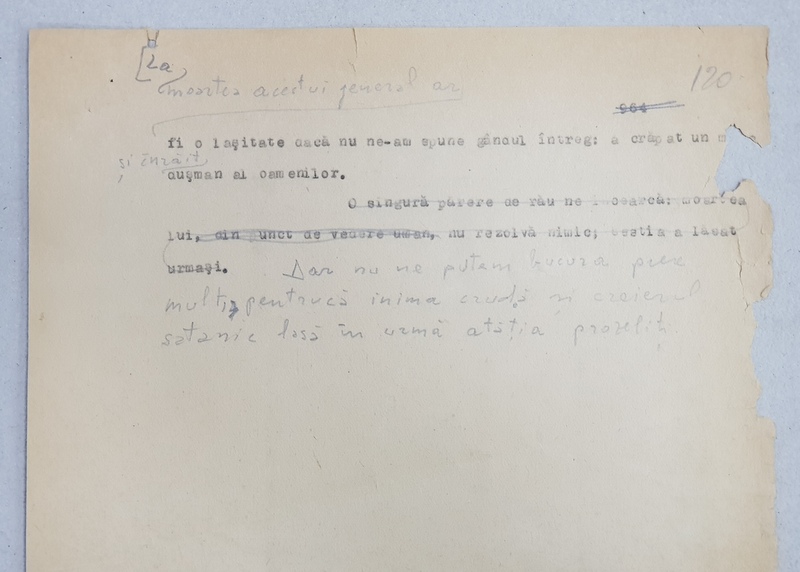 [La
moartea acestui general ar
120
964
fi o lașitate dacă nu ne-am spune gândul întreg: a crăpat un m
și înrăit
dușman al oamenilor.
O singură părere de rău ne încearcă: moartea
lui, din punct de vedere uman, nu rezolvă nimic; bestia a lăsat
urmași. Dar nu ne putem bucura prea
mult, pentrucă inima crudă și creierul
satanic lasă în urmă atâția prozeliți